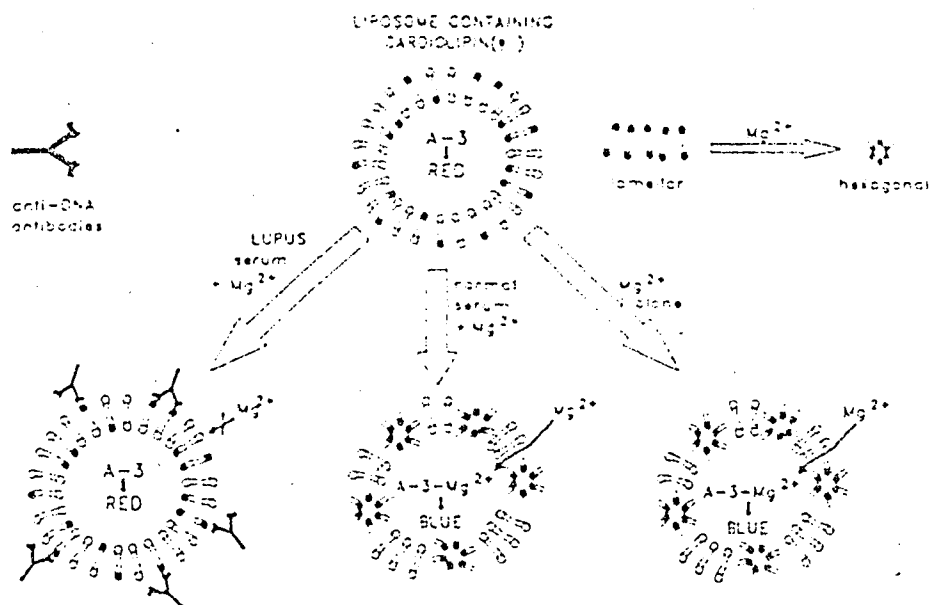 LIPOSOME CONTAINING
CARDIOLIPIN
A-3
RED
anti-DNA
antibodies
Mg2+
lamellar
hexagonal
LUPUS
serum
+ Mg2+
normal
serum
+ Mg2+
Mg2+
alone
Mg2+
A-3
RED
Mg2+
A-3-Mg2+
BLUE
Mg2+
A-3-Mg2+
BLUE